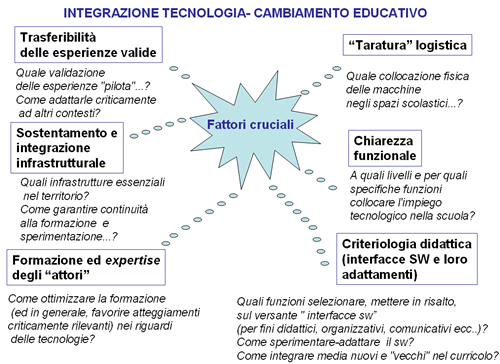 INTEGRAZIONE TECNOLOGIA- CAMBIAMENTO EDUCATIVO
Trasferibilità
delle esperienze valide
Quale validazione
delle esperienze "pilota"...?
Come adattarle criticamente
ad altri contesti?
Sostentamento e
integrazione
infrastrutturale
Quali infrastrutture essenziali
nel territorio?
Come garantire continuità
alla formazione e
sperimentazione...?
Formazione ed expertise
degli "attori"
Come ottimizzare la formazione
(ed in generale, favorire atteggiamenti
criticamente rilevanti) nei riguardi
delle tecnologie?
Fattori cruciali
"Taratura" logistica
Quale collocazione fisica
delle macchine
negli spazi scolastici...?
Chiarezza
funzionale
A quali livelli e per quali
specifiche funzioni
collocare l'impiego
tecnologico nella scuola?
Criteriologia didattica
(interfacce SW e loro
adattamenti)
Quali funzioni selezionare, mettere in risalto,
sul versante " interfacce sw"
(per fini didattici, organizzativi, comunicativi ecc..)?
Come sperimentare-adattare il sw?
Come integrare media nuovi e "vecchi" nel curricolo?